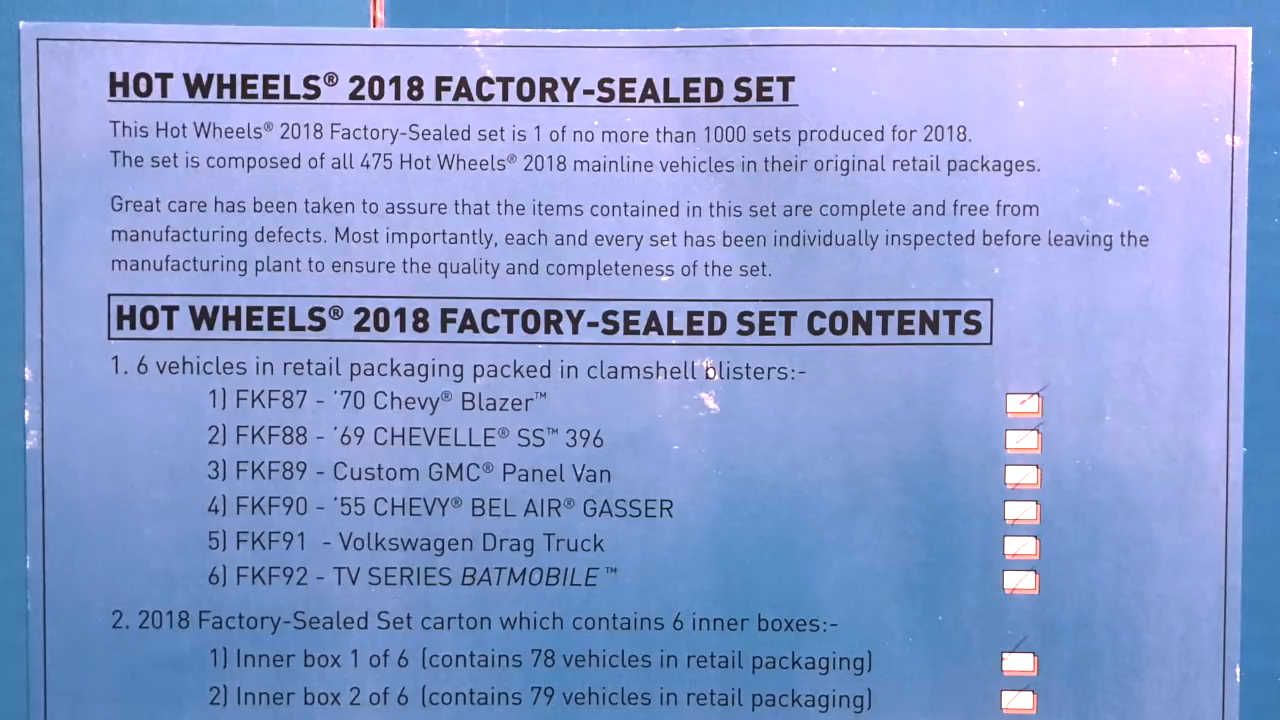 HOT WHEELS® 2018 FACTORY-SEALED SET
This Hot Wheels® 2018 Factory-Sealed set is 1 of no more than 1000 sets produced for 2018.
The set is composed of all 475 Hot Wheels® 2018 mainline vehicles in their original retail packages.
Great care has been taken to assure that the items contained in this set are complete and free from
manufacturing defects. Most importantly, each and every set has been individually inspected before leaving the
manufacturing plant to ensure the quality and completeness of the set.
HOT WHEELS® 2018 FACTORY-SEALED SET CONTENTS
1. 6 vehicles in retail packaging packed in clamshell blisters:-
1) FKF87 - '70 Chevy® Blazer™
2) FKF88 - '69 CHEVELLE® SS™ 396
3) FKF89 - Custom GMC® Panel Van
4) FKF90 - '55 CHEVY® BEL AIR® GASSER
5) FKF91 - Volkswagen Drag Truck
6) FKF92 - TV SERIES BATMOBILE™
2. 2018 Factory-Sealed Set carton which contains 6 inner boxes:-
1) Inner box 1 of 6 (contains 78 vehicles in retail packaging)
2) Inner box 2 of 6 (contains 79 vehicles in retail packaging)